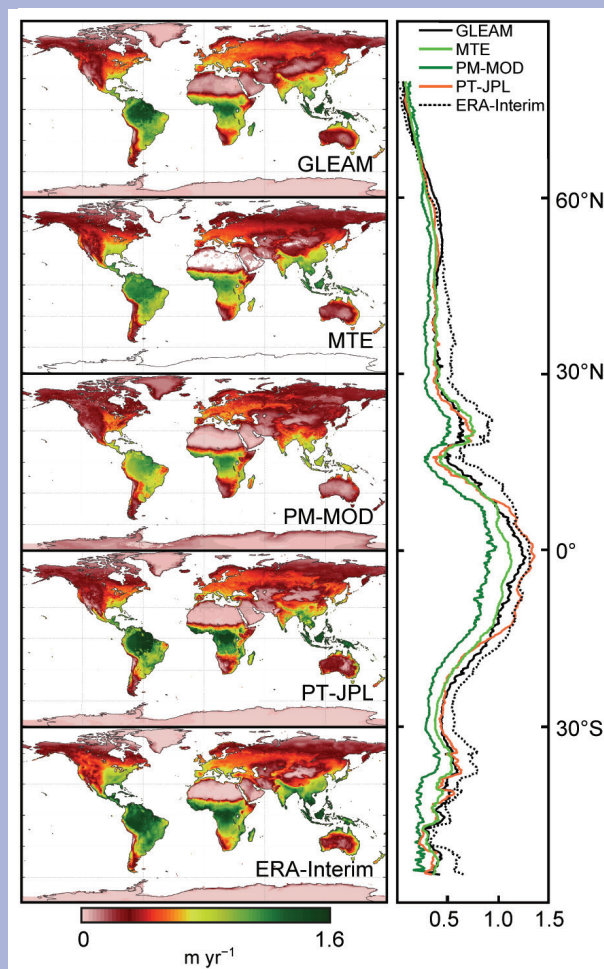 GLEAM
MTE
PM-MOD
PT-JPL
ERA-Interim
0 1.6
m yr⁻¹
GLEAM
MTE
PM-MOD
PT-JPL
ERA-Interim
60°N
30°N
0°
30°S
0.5 1.0 1.5